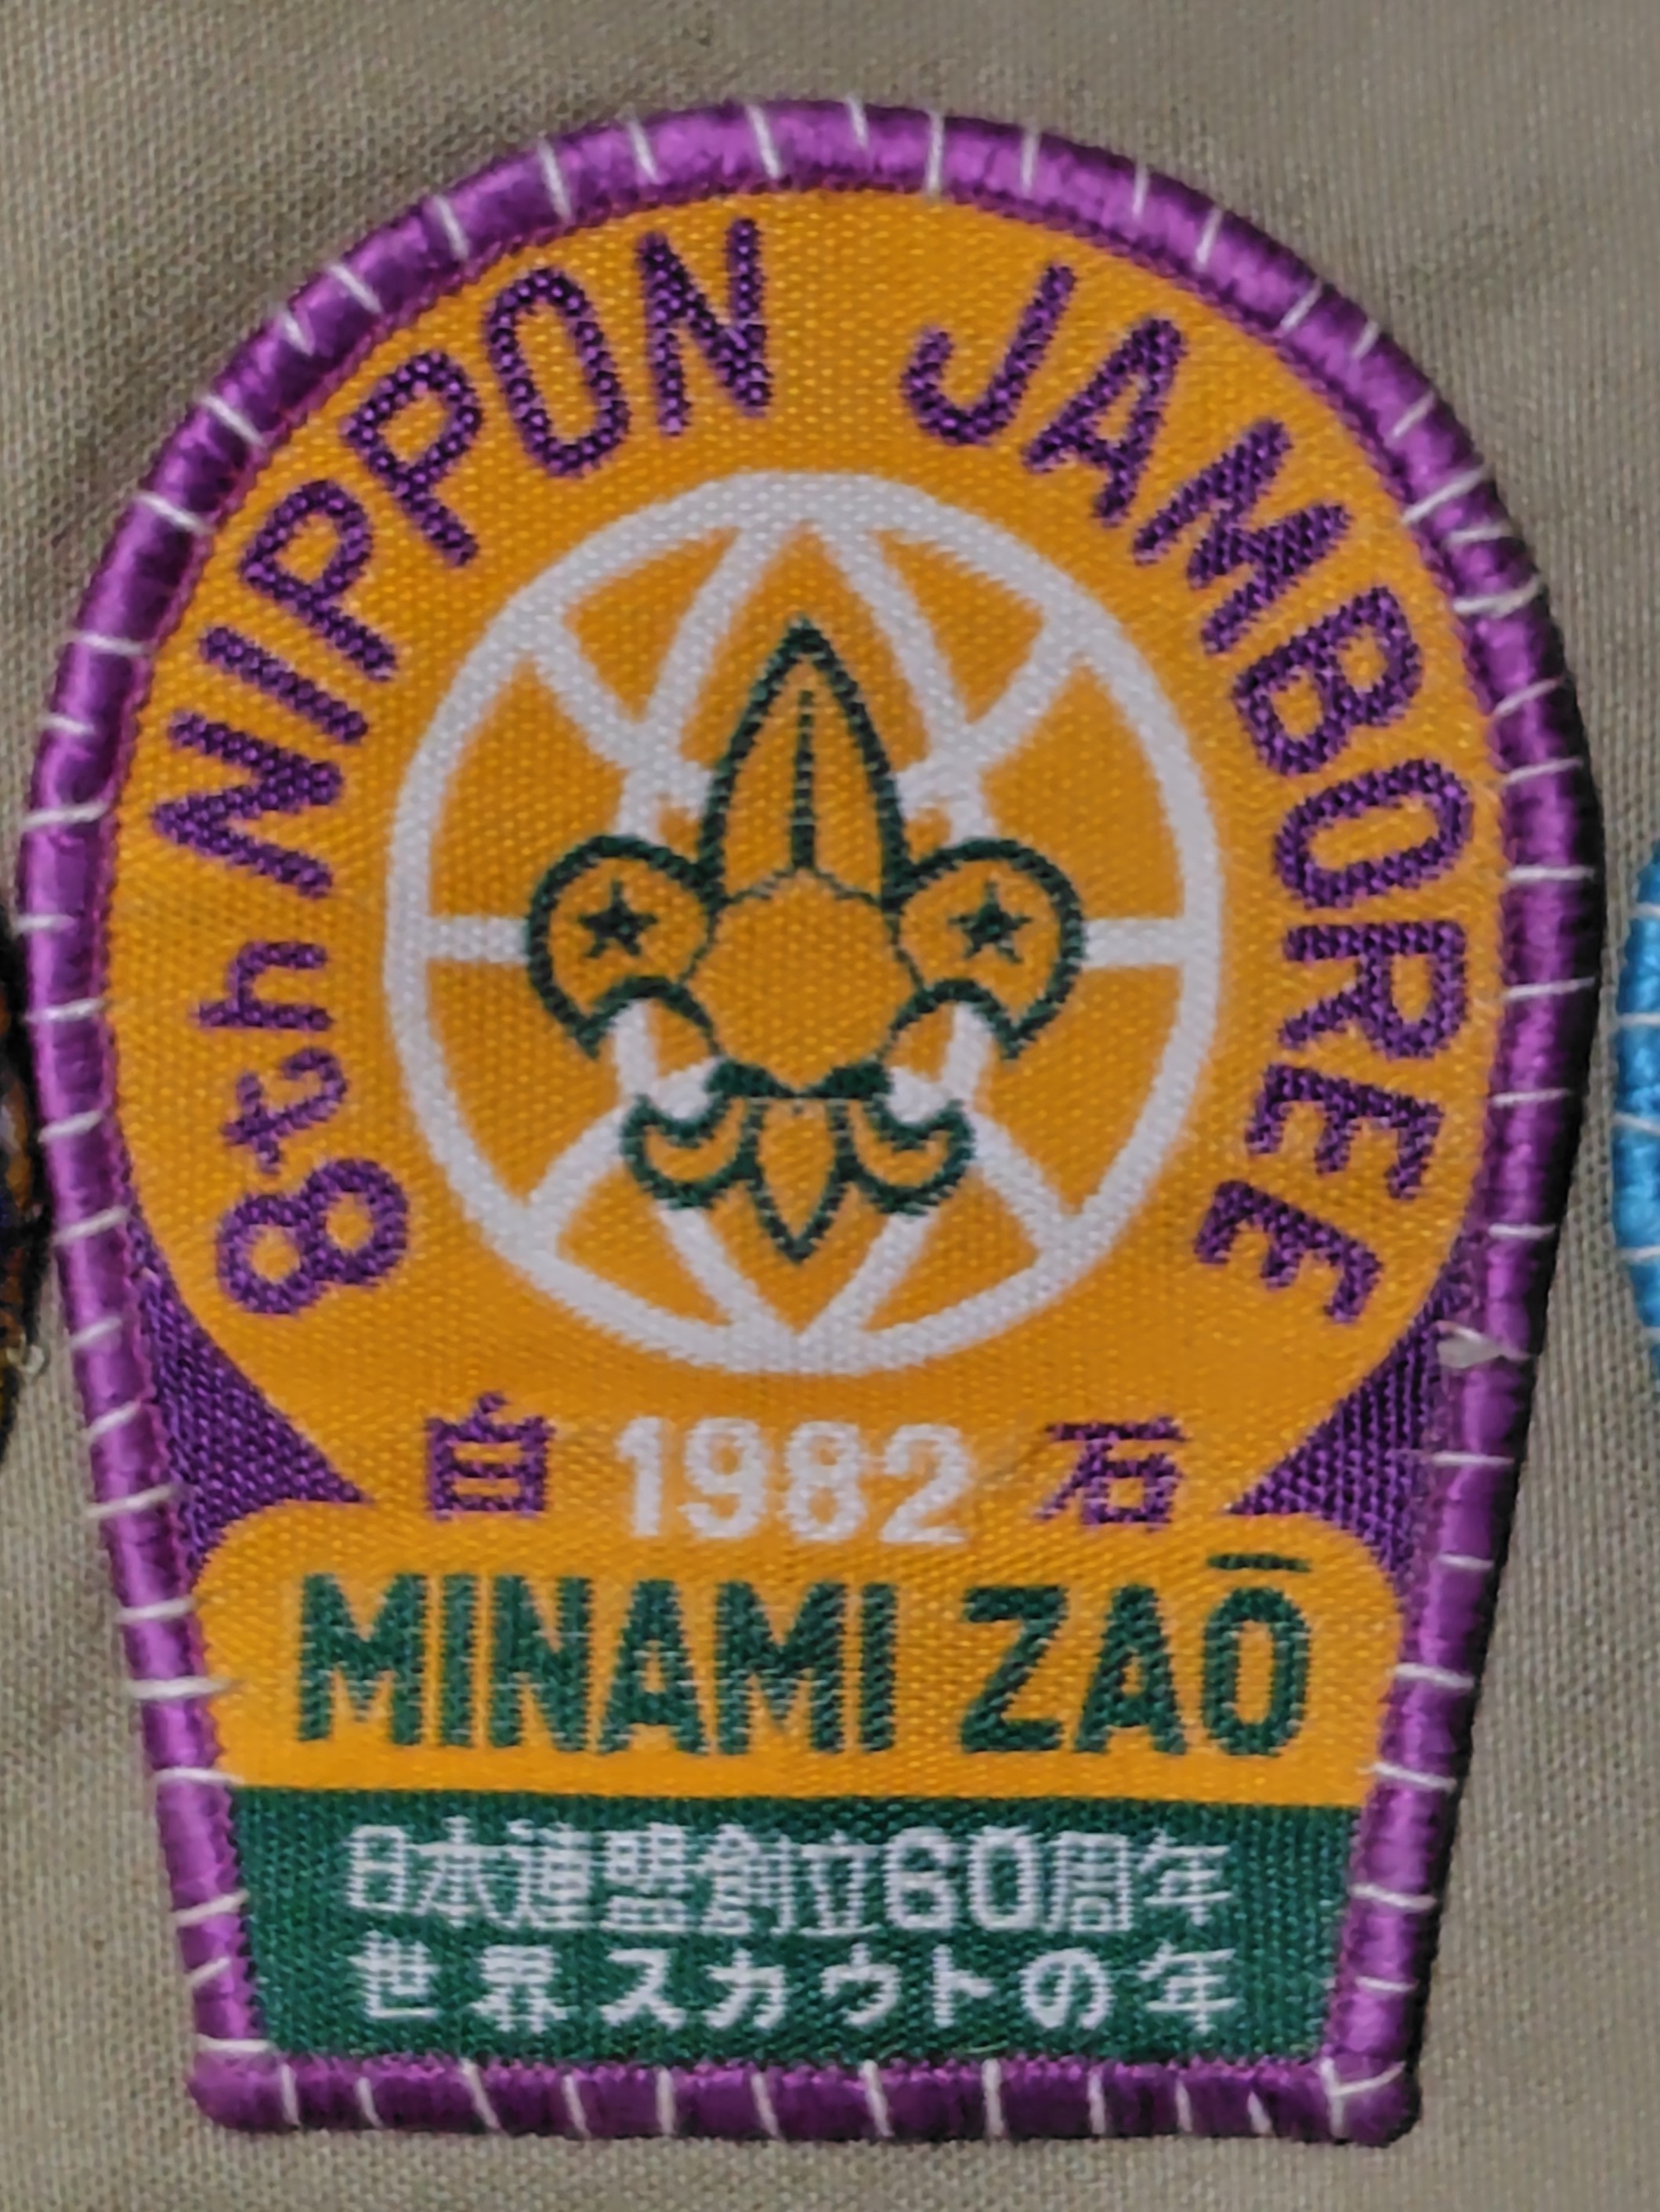 8th NIPPON JAMBOREE
白 1982 石
MINAMI ZAŌ
日本連盟創立60周年
世界スカウトの年